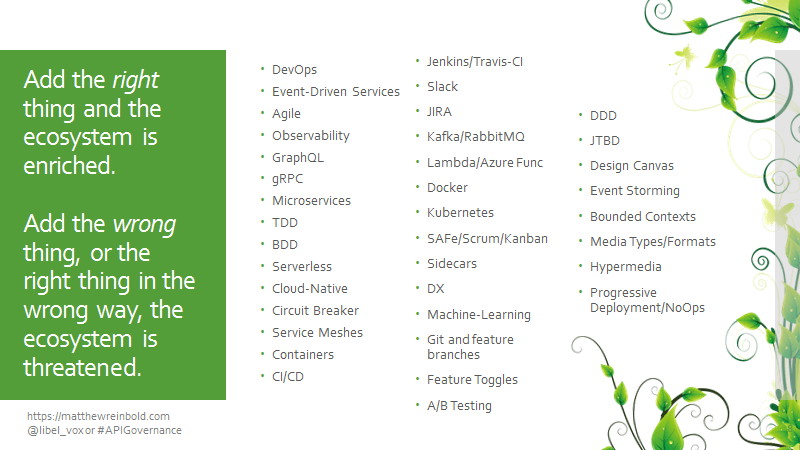 Add the right
thing and the
ecosystem is
enriched.
Add the wrong
thing, or the
right thing in the
wrong way, the
ecosystem is
threatened.
• DevOps
• Event-Driven Services
• Agile
• Observability
• GraphQL
• gRPC
• Microservices
• TDD
• BDD
• Serverless
• Cloud-Native
• Circuit Breaker
• Service Meshes
• Containers
• CI/CD
• Jenkins/Travis-CI
• Slack
• JIRA
• Kafka/RabbitMQ
• Lambda/Azure Func
• Docker
• Kubernetes
• SAFe/Scrum/Kanban
• Sidecars
• DX
• Machine-Learning
• Git and feature
branches
• Feature Toggles
• A/B Testing
• DDD
• JTBD
• Design Canvas
• Event Storming
• Bounded Contexts
• Media Types/Formats
• Hypermedia
• Progressive
Deployment/NoOps
https://matthewreinbold.com
@libel_vox or #APIGovernance